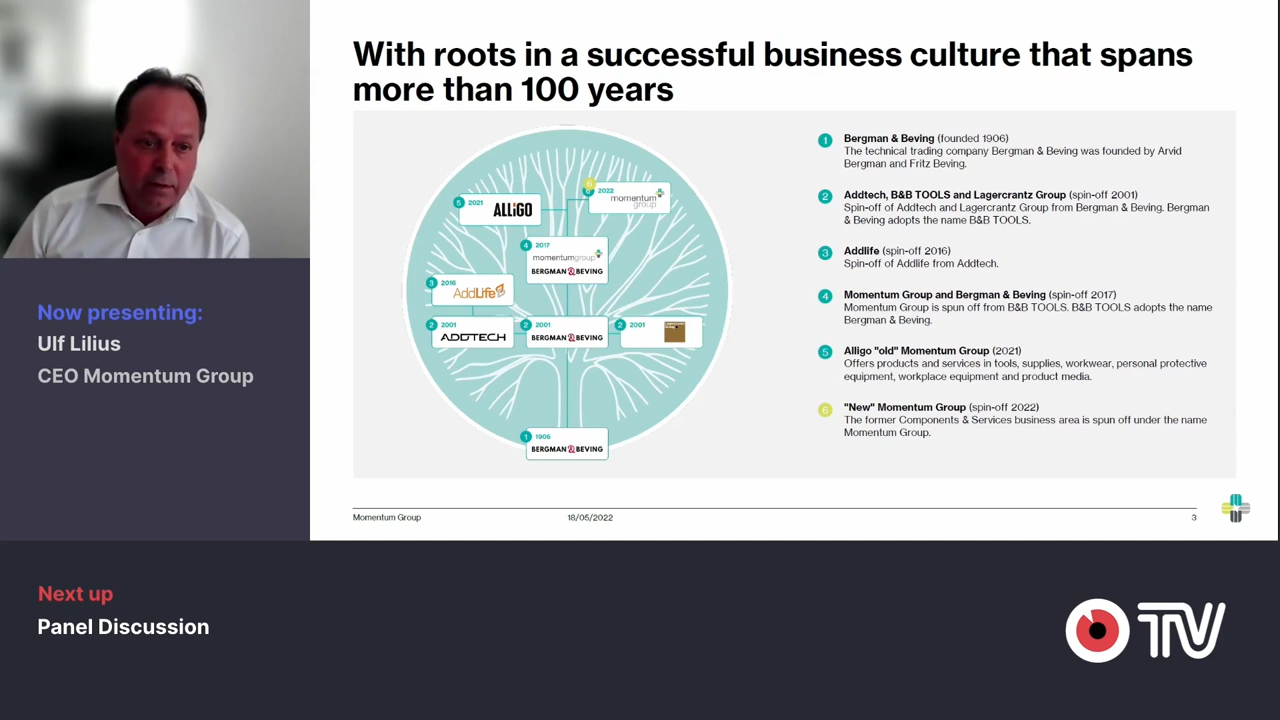 With roots in a successful business culture that spans
more than 100 years
5 2021
ALLIGO
6 2022
momentum
group
4 2017
momentumgroup
BERGMAN & BEVING
3 2016
AddLife
2 2001
ADDTECH
2 2001
BERGMAN & BEVING
2 2001
1 1906
BERGMAN & BEVING
1 Bergman & Beving (founded 1906)
The technical trading company Bergman & Beving was founded by Arvid
Bergman and Fritz Beving.
2 Addtech, B&B TOOLS and Lagercrantz Group (spin-off 2001)
Spin-off of Addtech and Lagercrantz Group from Bergman & Beving. Bergman
& Beving adopts the name B&B TOOLS.
3 Addlife (spin-off 2016)
Spin-off of Addlife from Addtech.
4 Momentum Group and Bergman & Beving (spin-off 2017)
Momentum Group is spun off from B&B TOOLS. B&B TOOLS adopts the name
Bergman & Beving.
5 Alligo "old" Momentum Group (2021)
Offers products and services in tools, supplies, workwear, personal protective
equipment, workplace equipment and product media.
6 "New" Momentum Group (spin-off 2022)
The former Components & Services business area is spun off under the name
Momentum Group.
Momentum Group 18/05/2022 3
Now presenting:
Ulf Lilius
CEO Momentum Group
Next up
Panel Discussion
TV